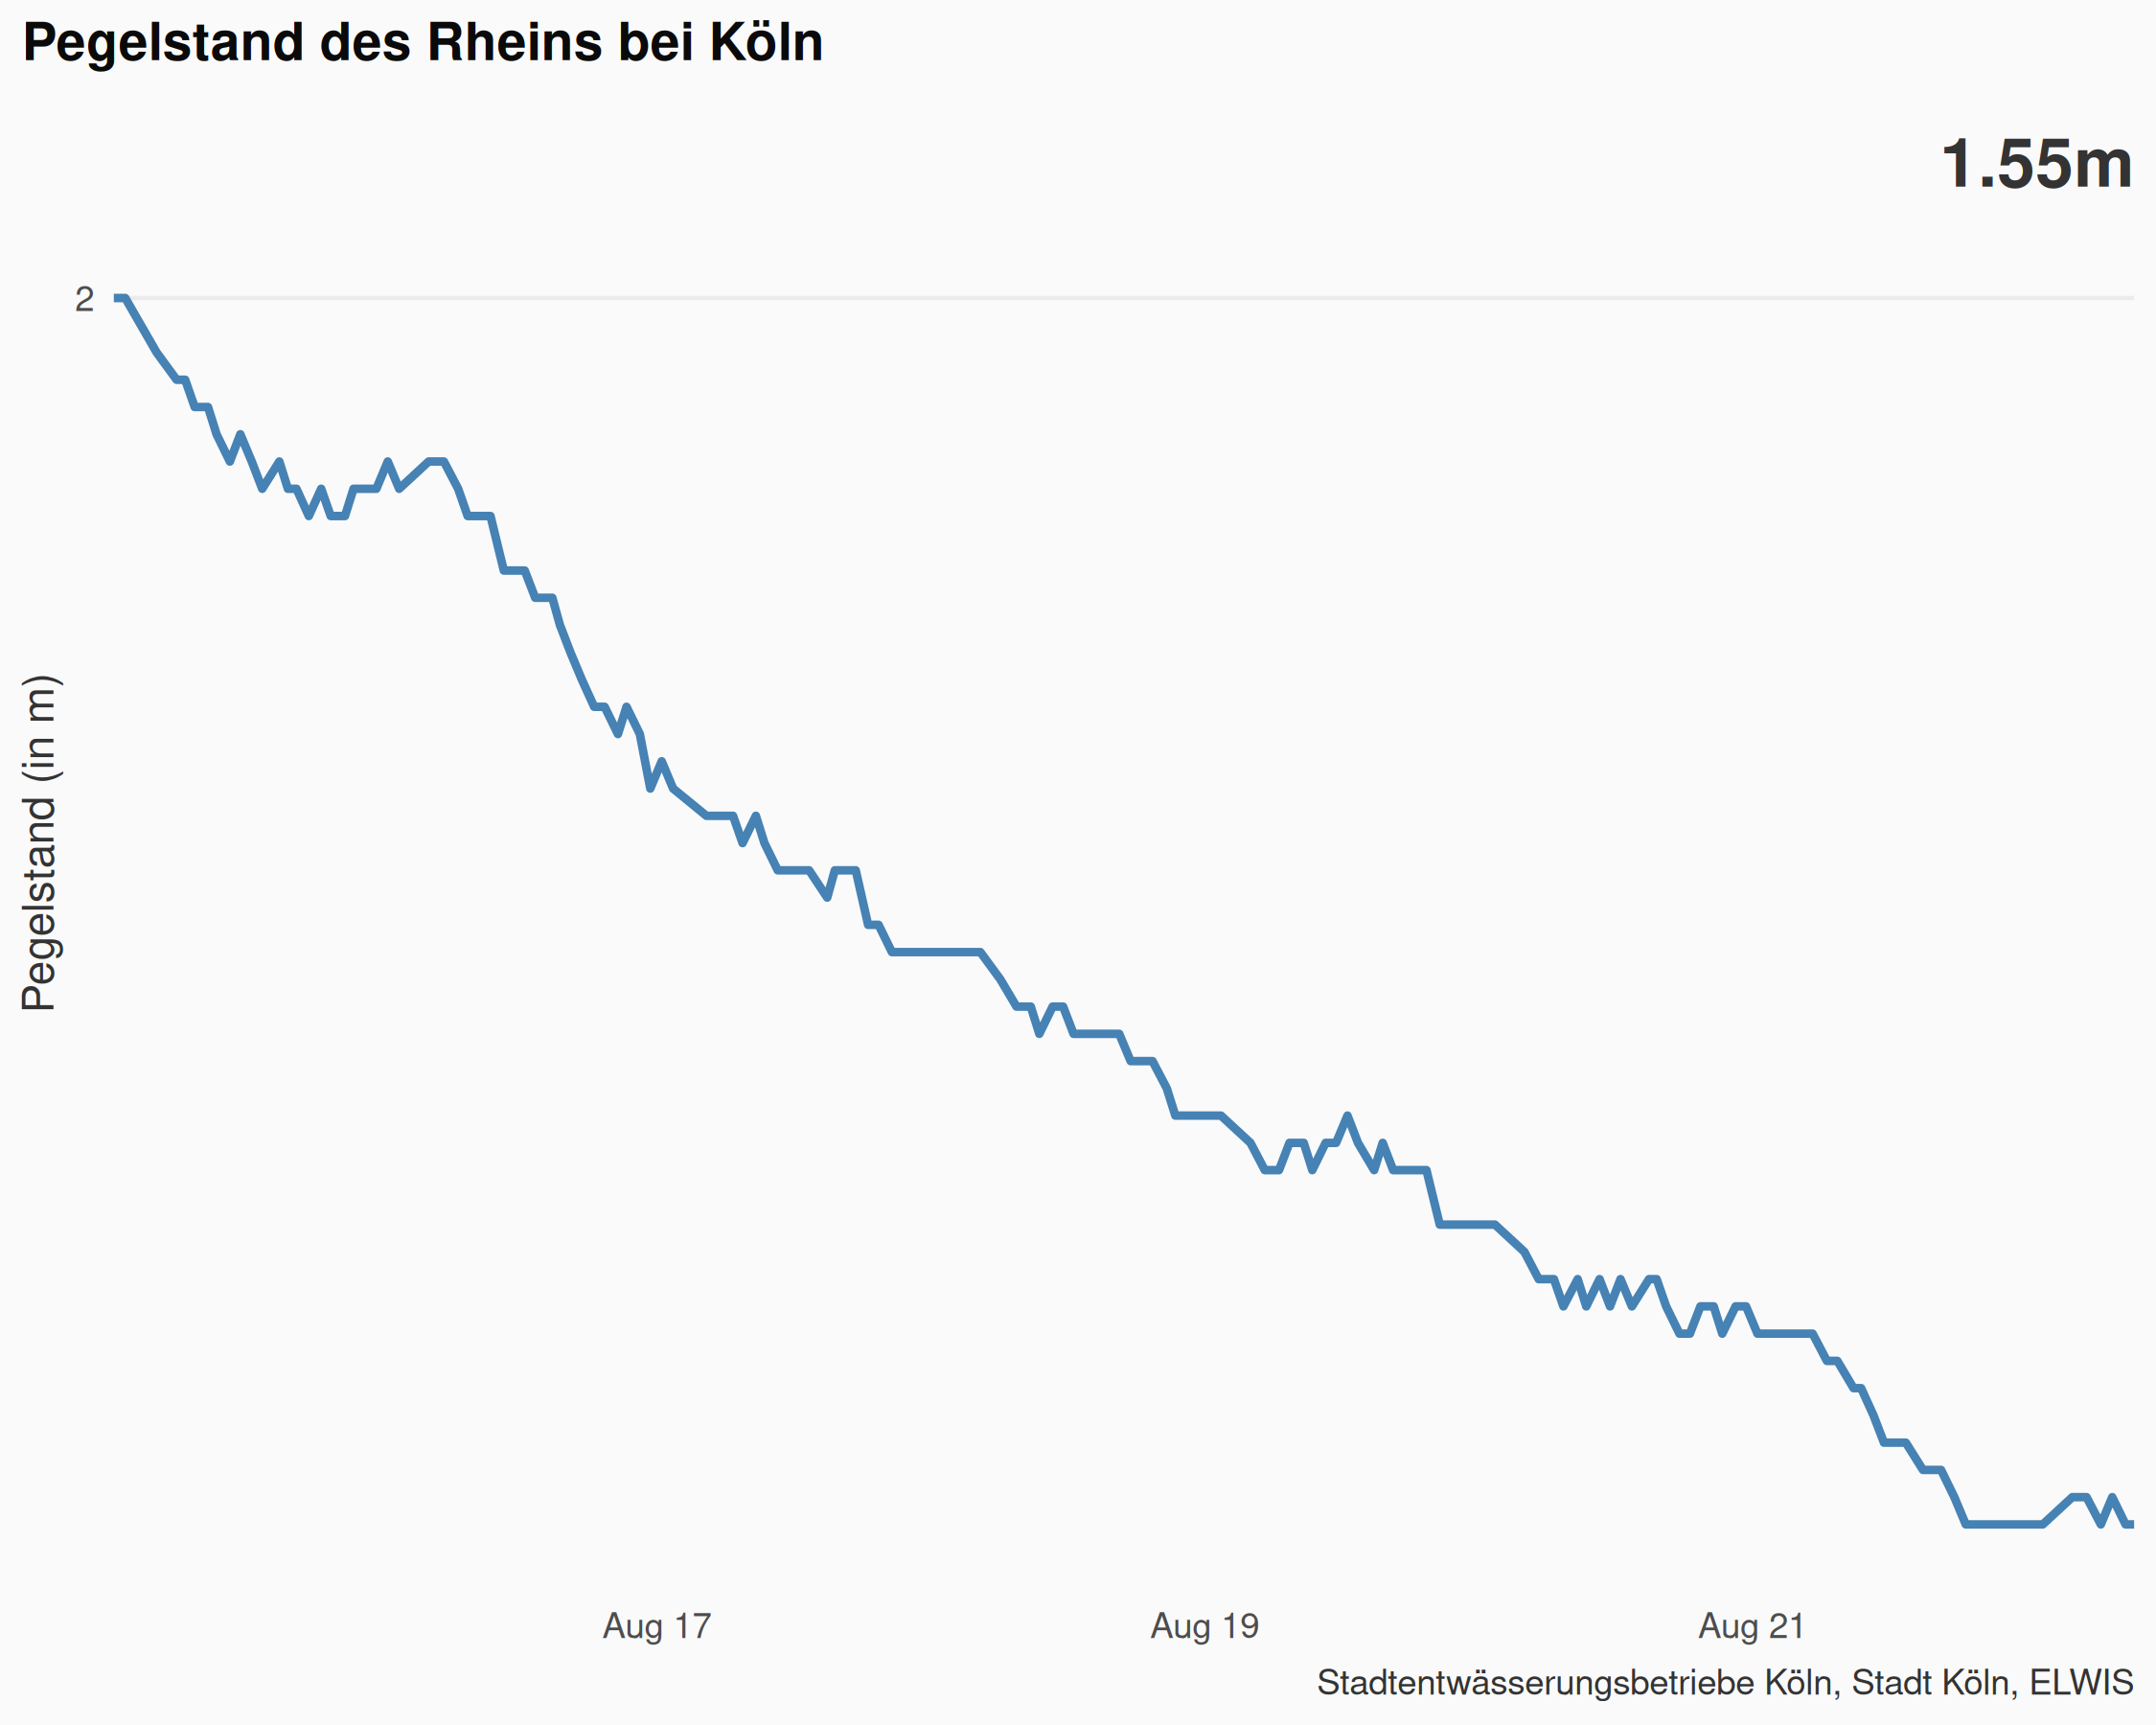 Pegelstand des Rheins bei Köln
1.55m
2
Pegelstand (in m)
Aug 17
Aug 19
Aug 21
Stadtentwässerungsbetriebe Köln, Stadt Köln, ELWIS